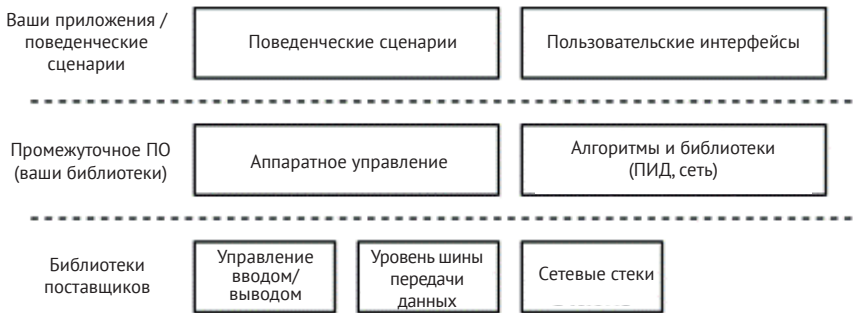 Ваши приложения /
поведенческие
сценарии
Поведенческие сценарии
Пользовательские интерфейсы
Промежуточное ПО
(ваши библиотеки)
Аппаратное управление
Алгоритмы и библиотеки
(ПИД, сеть)
Библиотеки
поставщиков
Управление
вводом/
выводом
Уровень шины
передачи
данных
Сетевые стеки